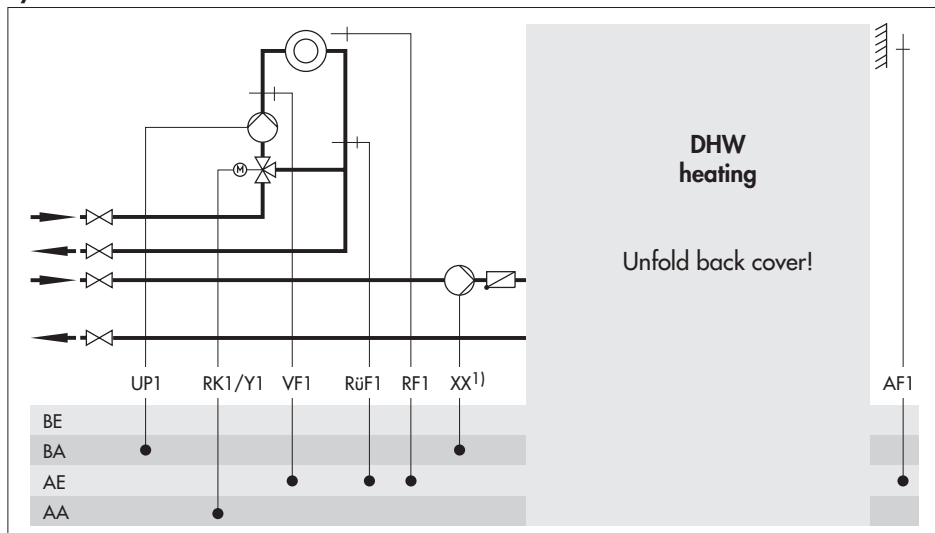 DHW
heating
Unfold back cover!
M
UP1 RK1/Y1 VF1 RüF1 RF1 XX1) AF1
BE
BA
AE
AA